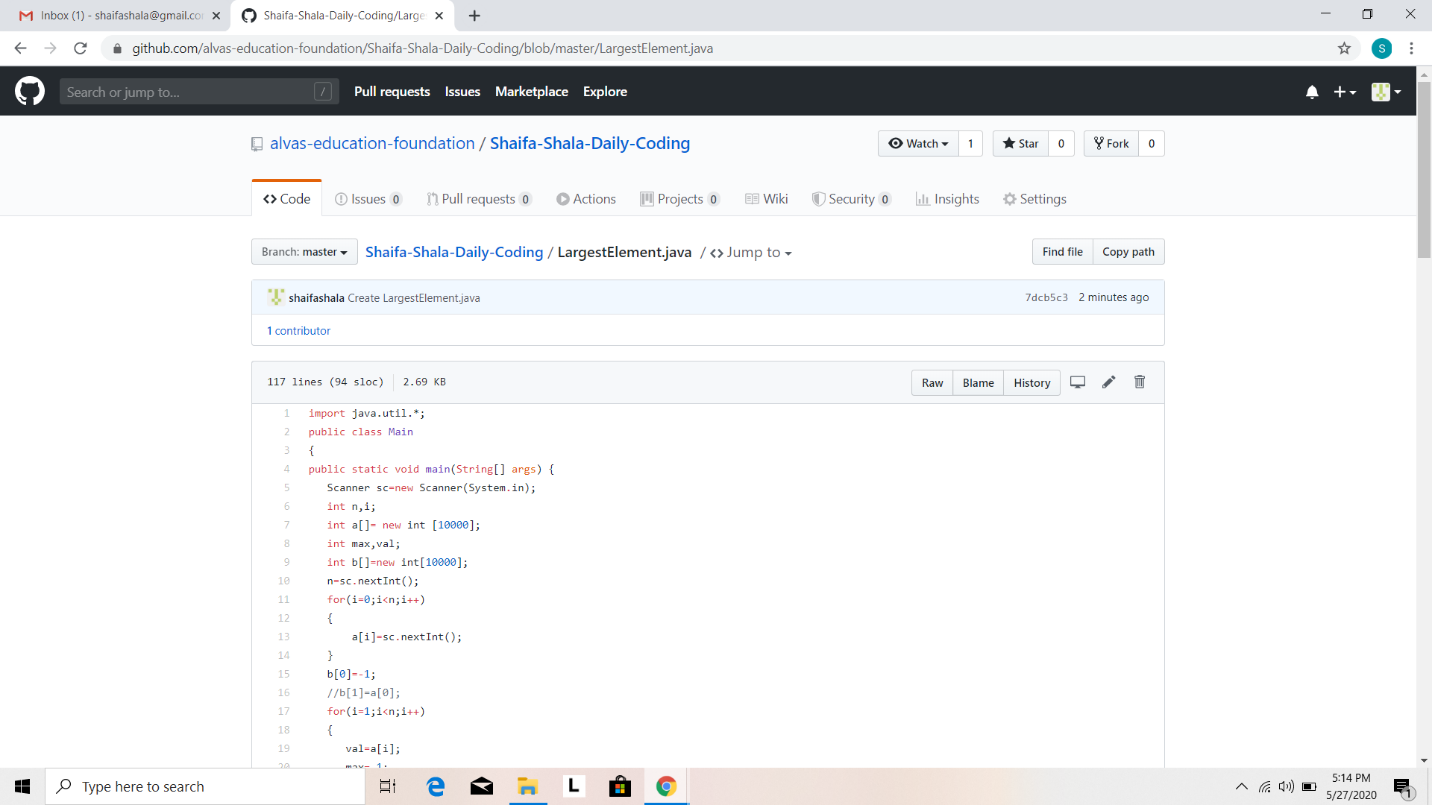 Inbox (1) - shaifashala@gmail.co
Shaifa-Shala-Daily-Coding/Large
github.com/alvas-education-foundation/Shaifa-Shala-Daily-Coding/blob/master/LargestElement.java
S
Search or jump to... /
Pull requests Issues Marketplace Explore
alvas-education-foundation / Shaifa-Shala-Daily-Coding
Watch 1 Star 0 Fork 0
Code Issues 0 Pull requests 0 Actions Projects 0 Wiki Security 0 Insights Settings
Branch: master Shaifa-Shala-Daily-Coding / LargestElement.java / <> Jump to
Find file Copy path
shaifashala Create LargestElement.java 7dcb5c3 2 minutes ago
1 contributor
117 lines (94 sloc) 2.69 KB Raw Blame History
1 import java.util.*;
2 public class Main
3 {
4 public static void main(String[] args) {
5 Scanner sc=new Scanner(System.in);
6 int n,i;
7 int a[]= new int [10000];
8 int max,val;
9 int b[]=new int[10000];
10 n=sc.nextInt();
11 for(i=0;i<n;i++)
12 {
13 a[i]=sc.nextInt();
14 }
15 b[0]=-1;
16 //b[1]=a[0];
17 for(i=1;i<n;i++)
18 {
19 val=a[i];
20 max=-1;
Type here to search
L
5:14 PM
5/27/2020
1